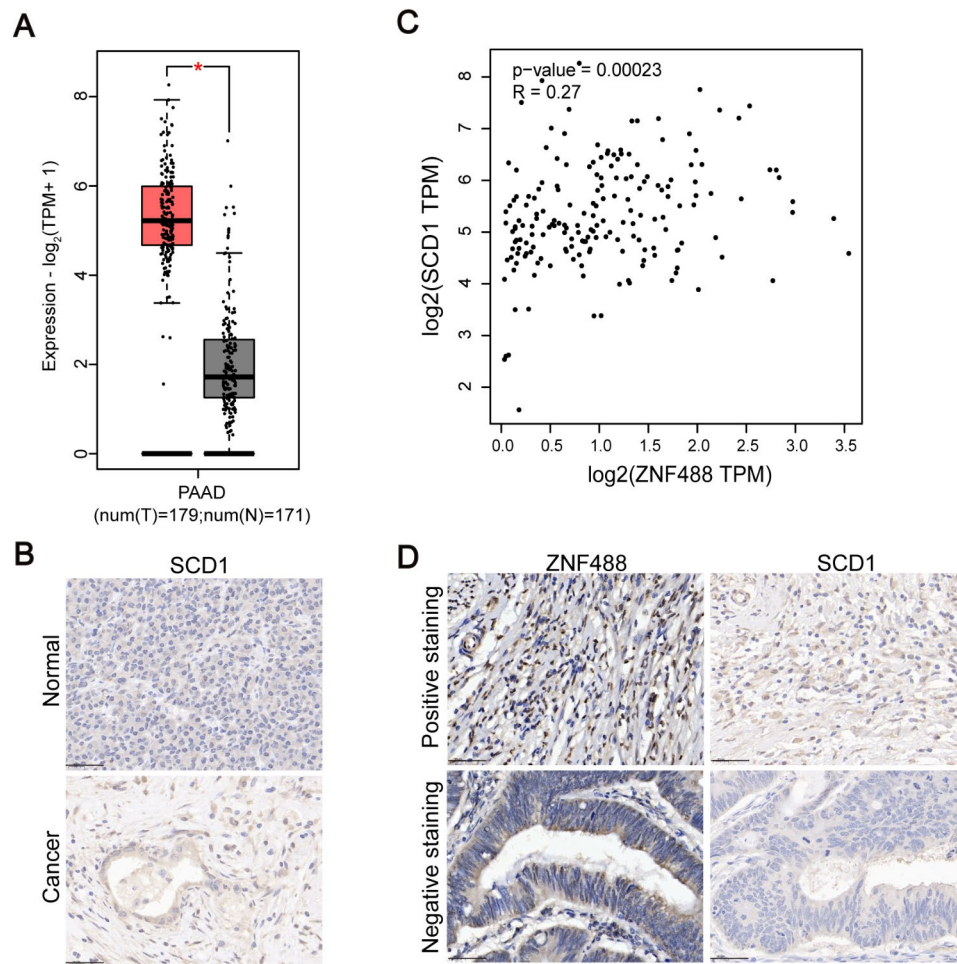 A
*
Expression - log2(TPM+ 1)
8
6
4
2
0
PAAD
(num(T)=179;num(N)=171)
C
p-value = 0.00023
R = 0.27
log2(SCD1 TPM)
8
7
6
5
4
3
2
0.0 0.5 1.0 1.5 2.0 2.5 3.0 3.5
log2(ZNF488 TPM)
B
SCD1
Normal
Cancer
D
ZNF488 SCD1
Positive staining
Negative staining